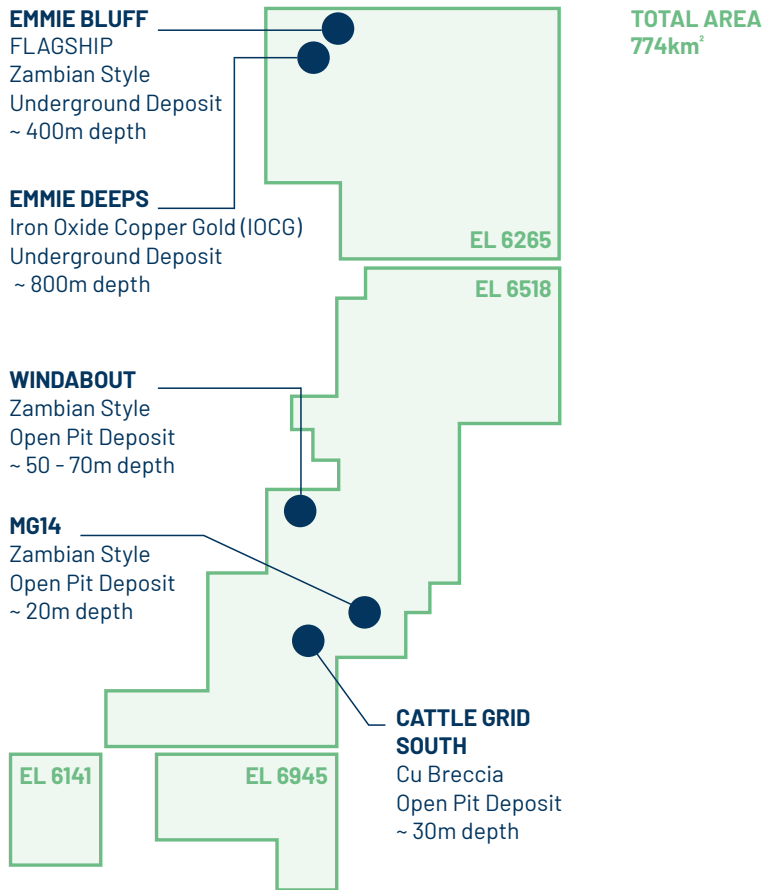 EMMIE BLUFF
FLAGSHIP
Zambian Style
Underground Deposit
~ 400m depth
TOTAL AREA
774km²
EMMIE DEEPS
Iron Oxide Copper Gold (IOCG)
Underground Deposit
~ 800m depth
EL 6265
EL 6518
WINDABOUT
Zambian Style
Open Pit Deposit
~ 50 - 70m depth
MG14
Zambian Style
Open Pit Deposit
~ 20m depth
CATTLE GRID
SOUTH
Cu Breccia
Open Pit Deposit
~ 30m depth
EL 6141
EL 6945